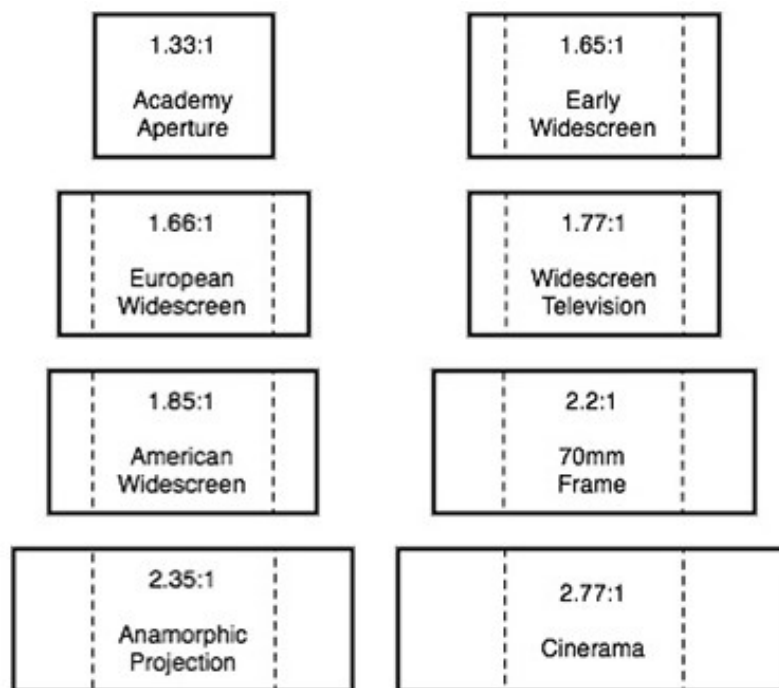 1.33:1
Academy
Aperture
1.65:1
Early
Widescreen
1.66:1
European
Widescreen
1.77:1
Widescreen
Television
1.85:1
American
Widescreen
2.2:1
70mm
Frame
2.35:1
Anamorphic
Projection
2.77:1
Cinerama